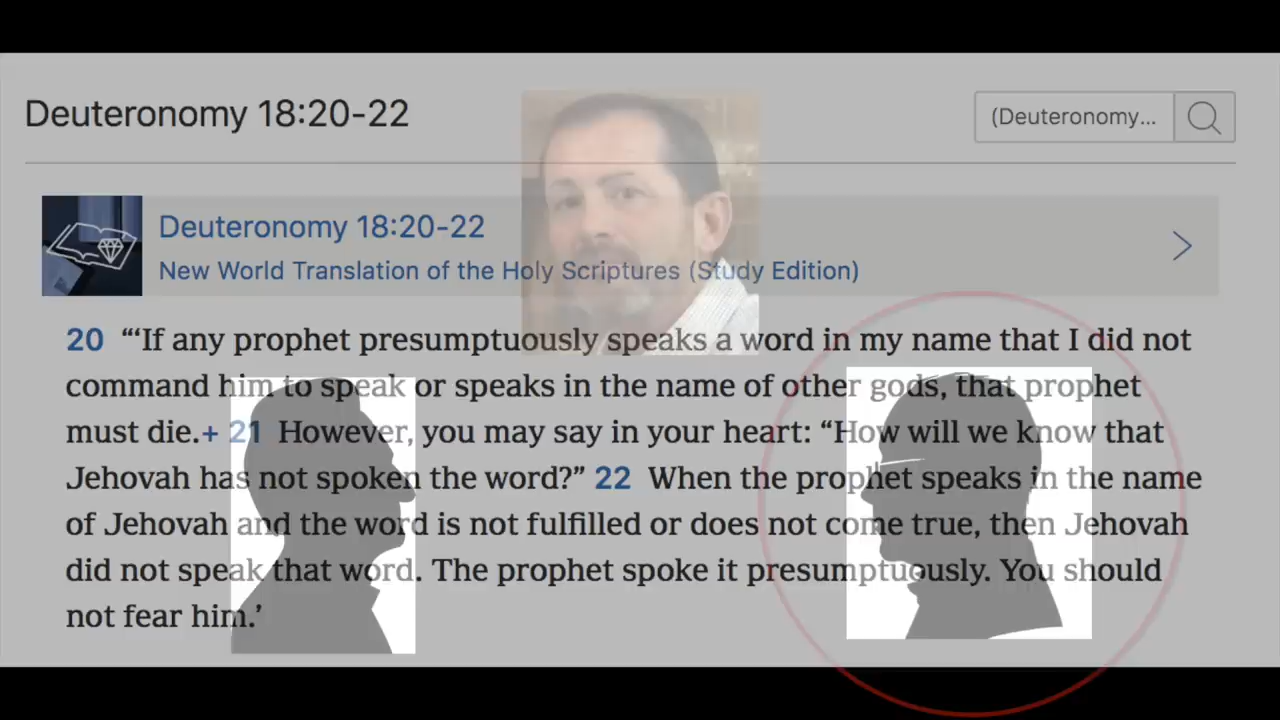 Deuteronomy 18:20-22
(Deuteronomy...
Deuteronomy 18:20-22
New World Translation of the Holy Scriptures (Study Edition)
20 “‘If any prophet presumptuously speaks a word in my name that I did not
command him to speak or speaks in the name of other gods, that prophet
must die.+ 21 However, you may say in your heart: “How will we know that
Jehovah has not spoken the word?” 22 When the prophet speaks in the name
of Jehovah and the word is not fulfilled or does not come true, then Jehovah
did not speak that word. The prophet spoke it presumptuously. You should
not fear him.’